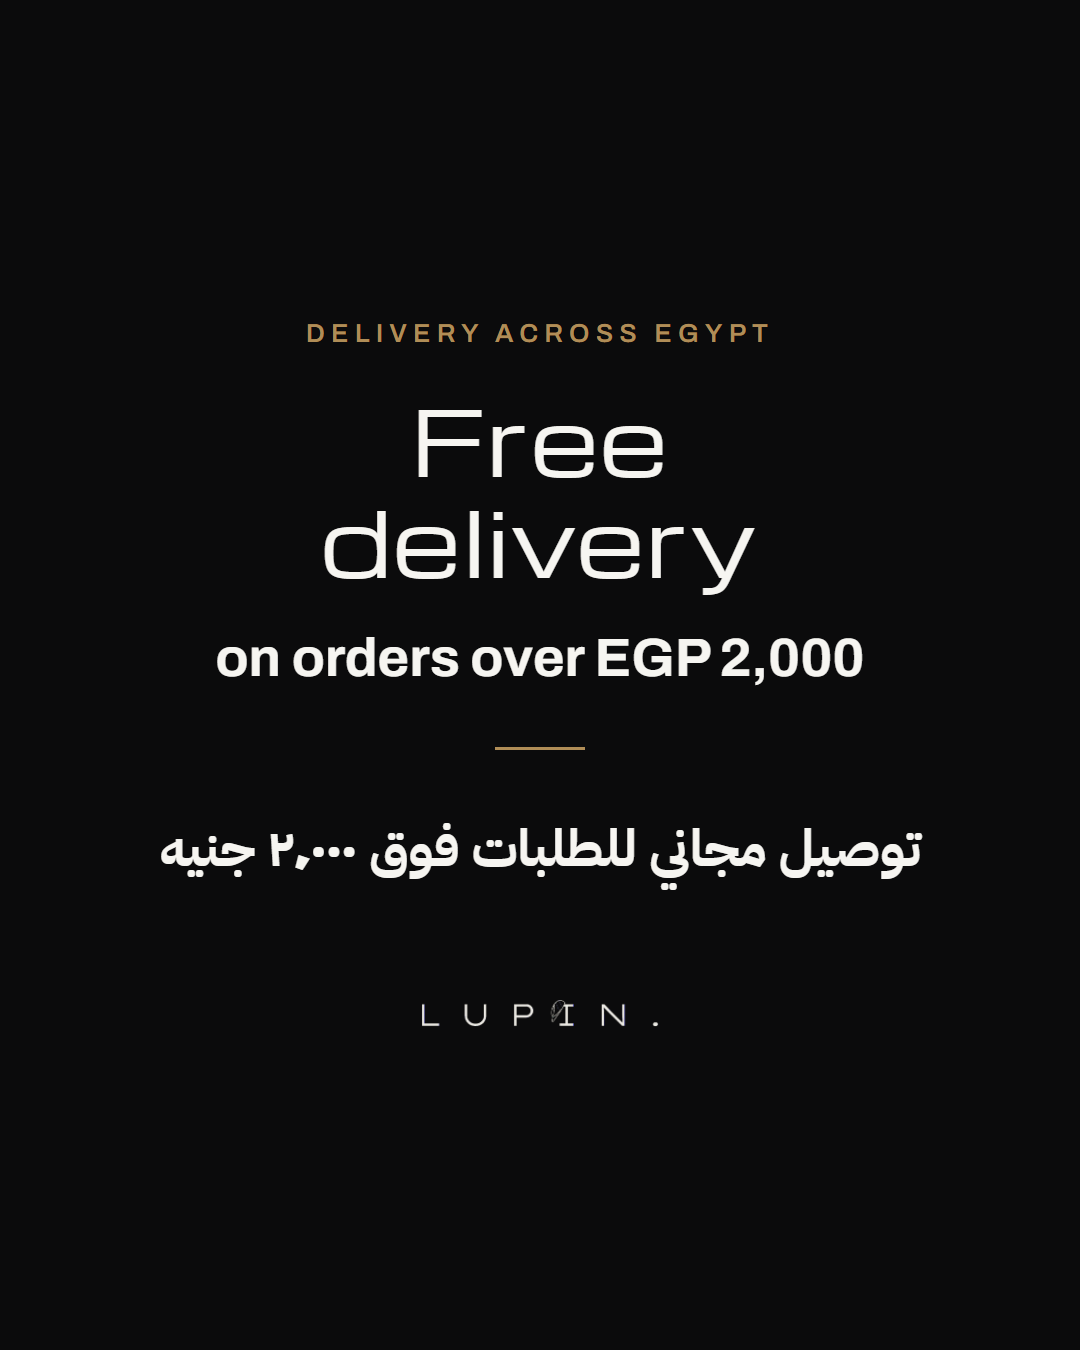 DELIVERY ACROSS EGYPT
Free
delivery
on orders over EGP 2,000
توصيل مجاني للطلبات فوق ٢,٠٠٠ جنيه
LUPIN.